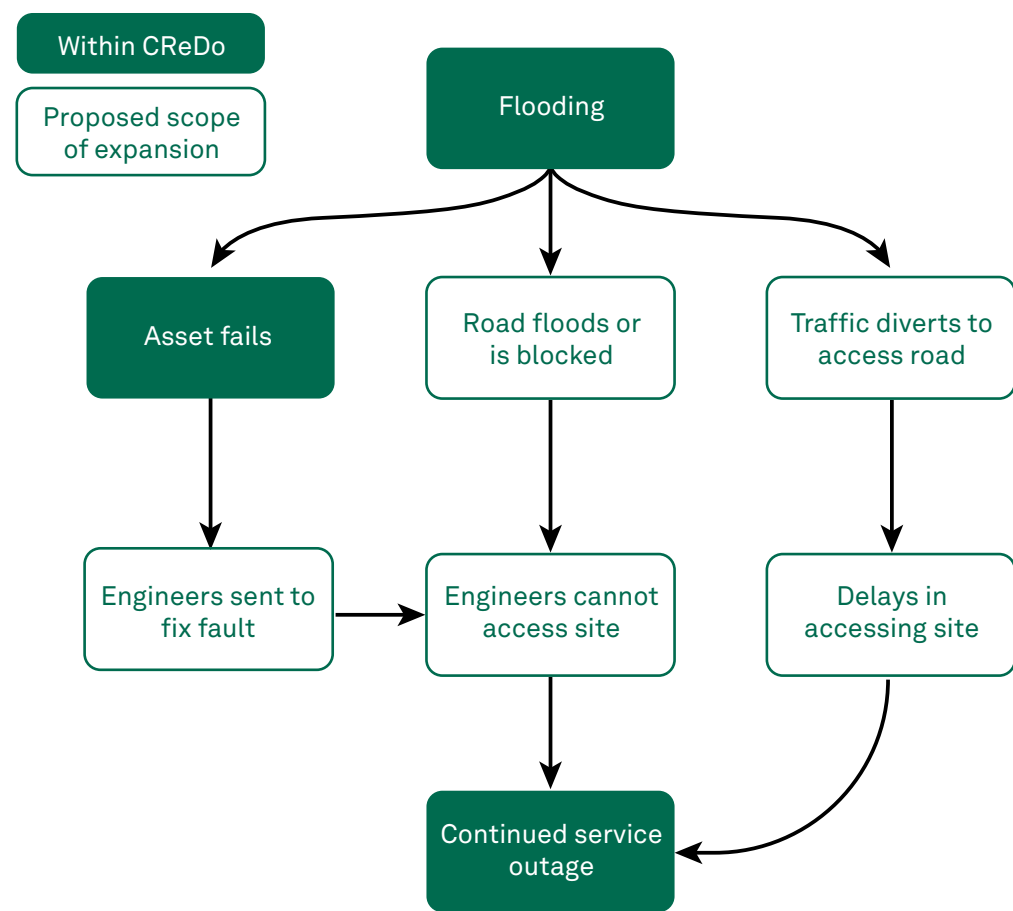 Within CReDo
Proposed scope
of expansion
Flooding
Asset fails
Road floods or
is blocked
Traffic diverts to
access road
Engineers sent to
fix fault
Engineers cannot
access site
Delays in
accessing site
Continued service
outage